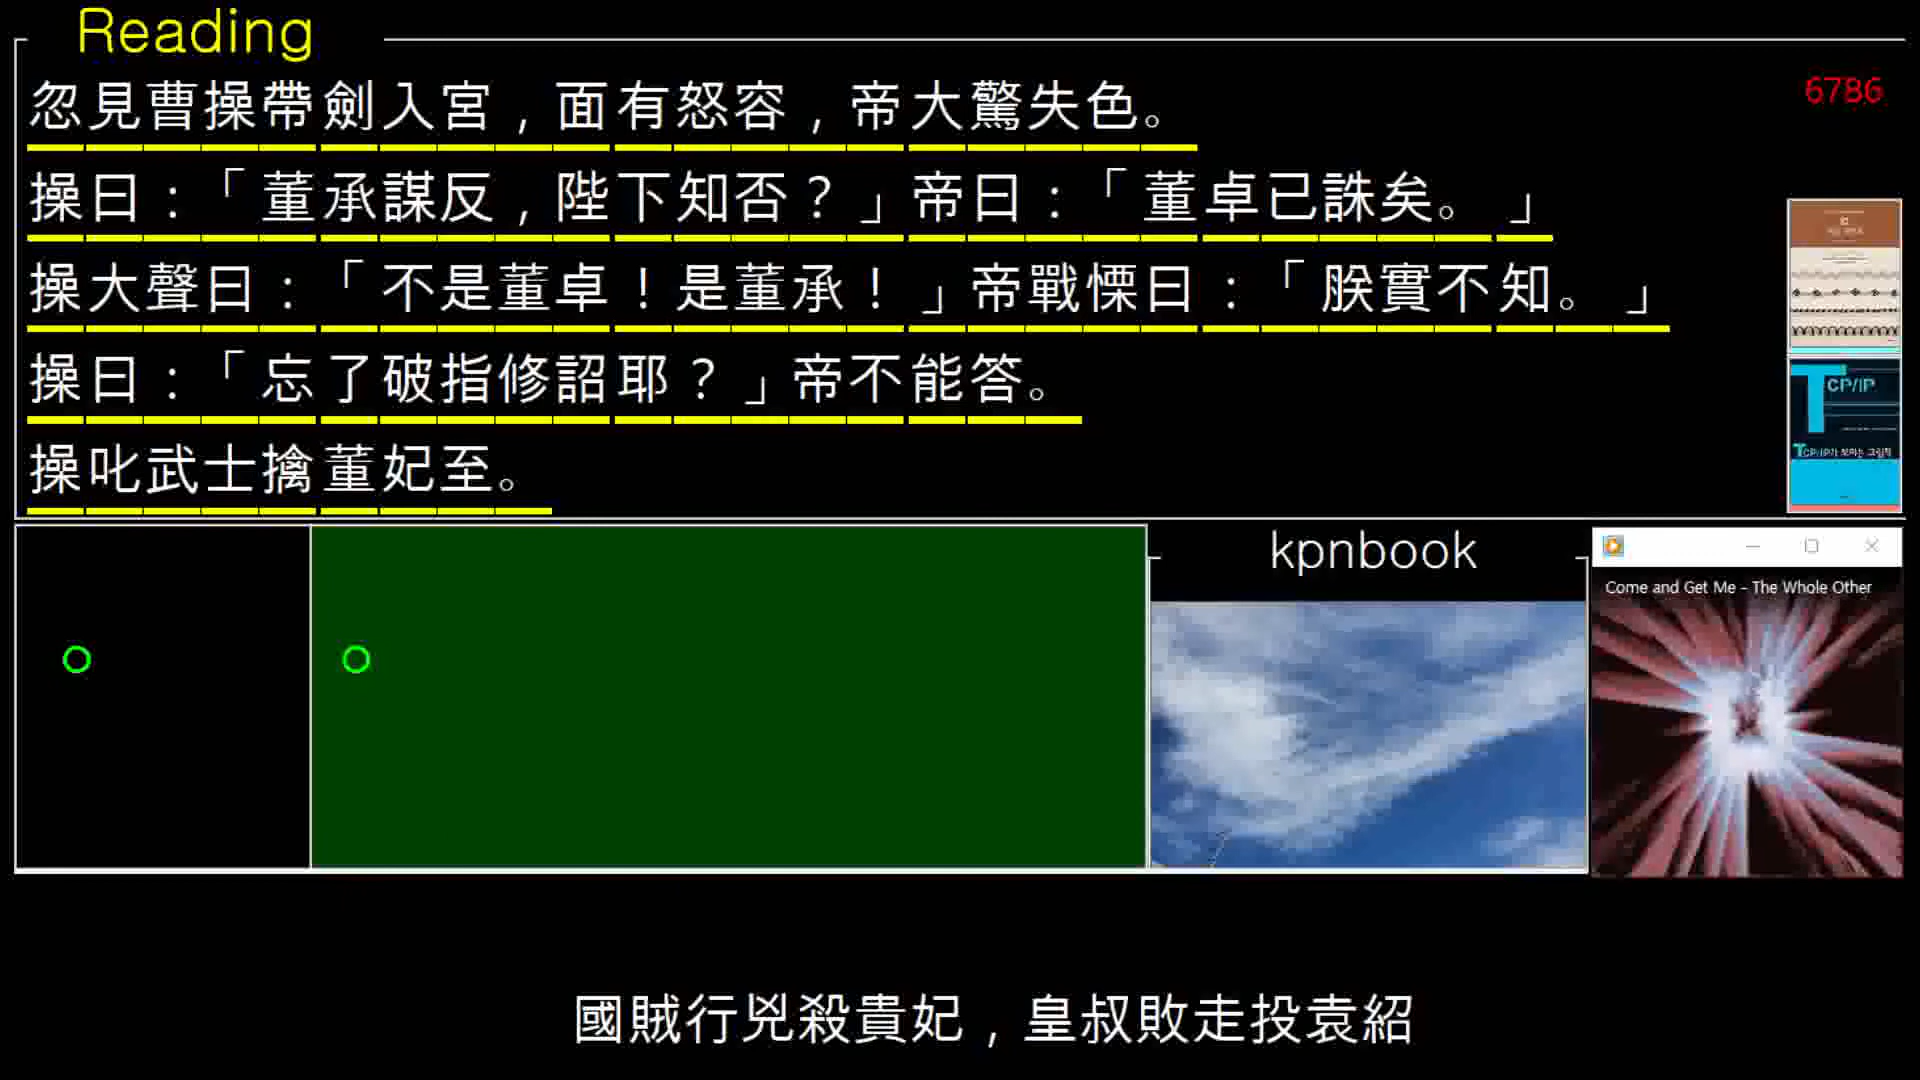 Reading
忽見曹操帶劍入宮,面有怒容,帝大驚失色。
6786
操曰:「董承謀反,陛下知否?」帝曰:「董卓已誅矣。」
操大聲曰:「不是董卓!是董承!」帝戰慄曰:「朕實不知。」
操曰:「忘了破指修詔耶?」帝不能答。
操叱武士擒董妃至。
TCP/IP
kpnbook
Come and Get Me - The Whole Other
國賊行兇殺貴妃,皇叔敗走投袁紹